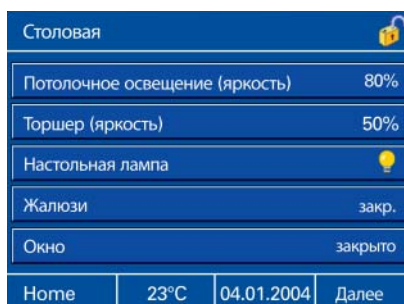 Столовая
Потолочное освещение (яркость) 80%
Торшер (яркость) 50%
Настольная лампа
Жалюзи закр.
Окно закрыто
Home 23°C 04.01.2004 Далее